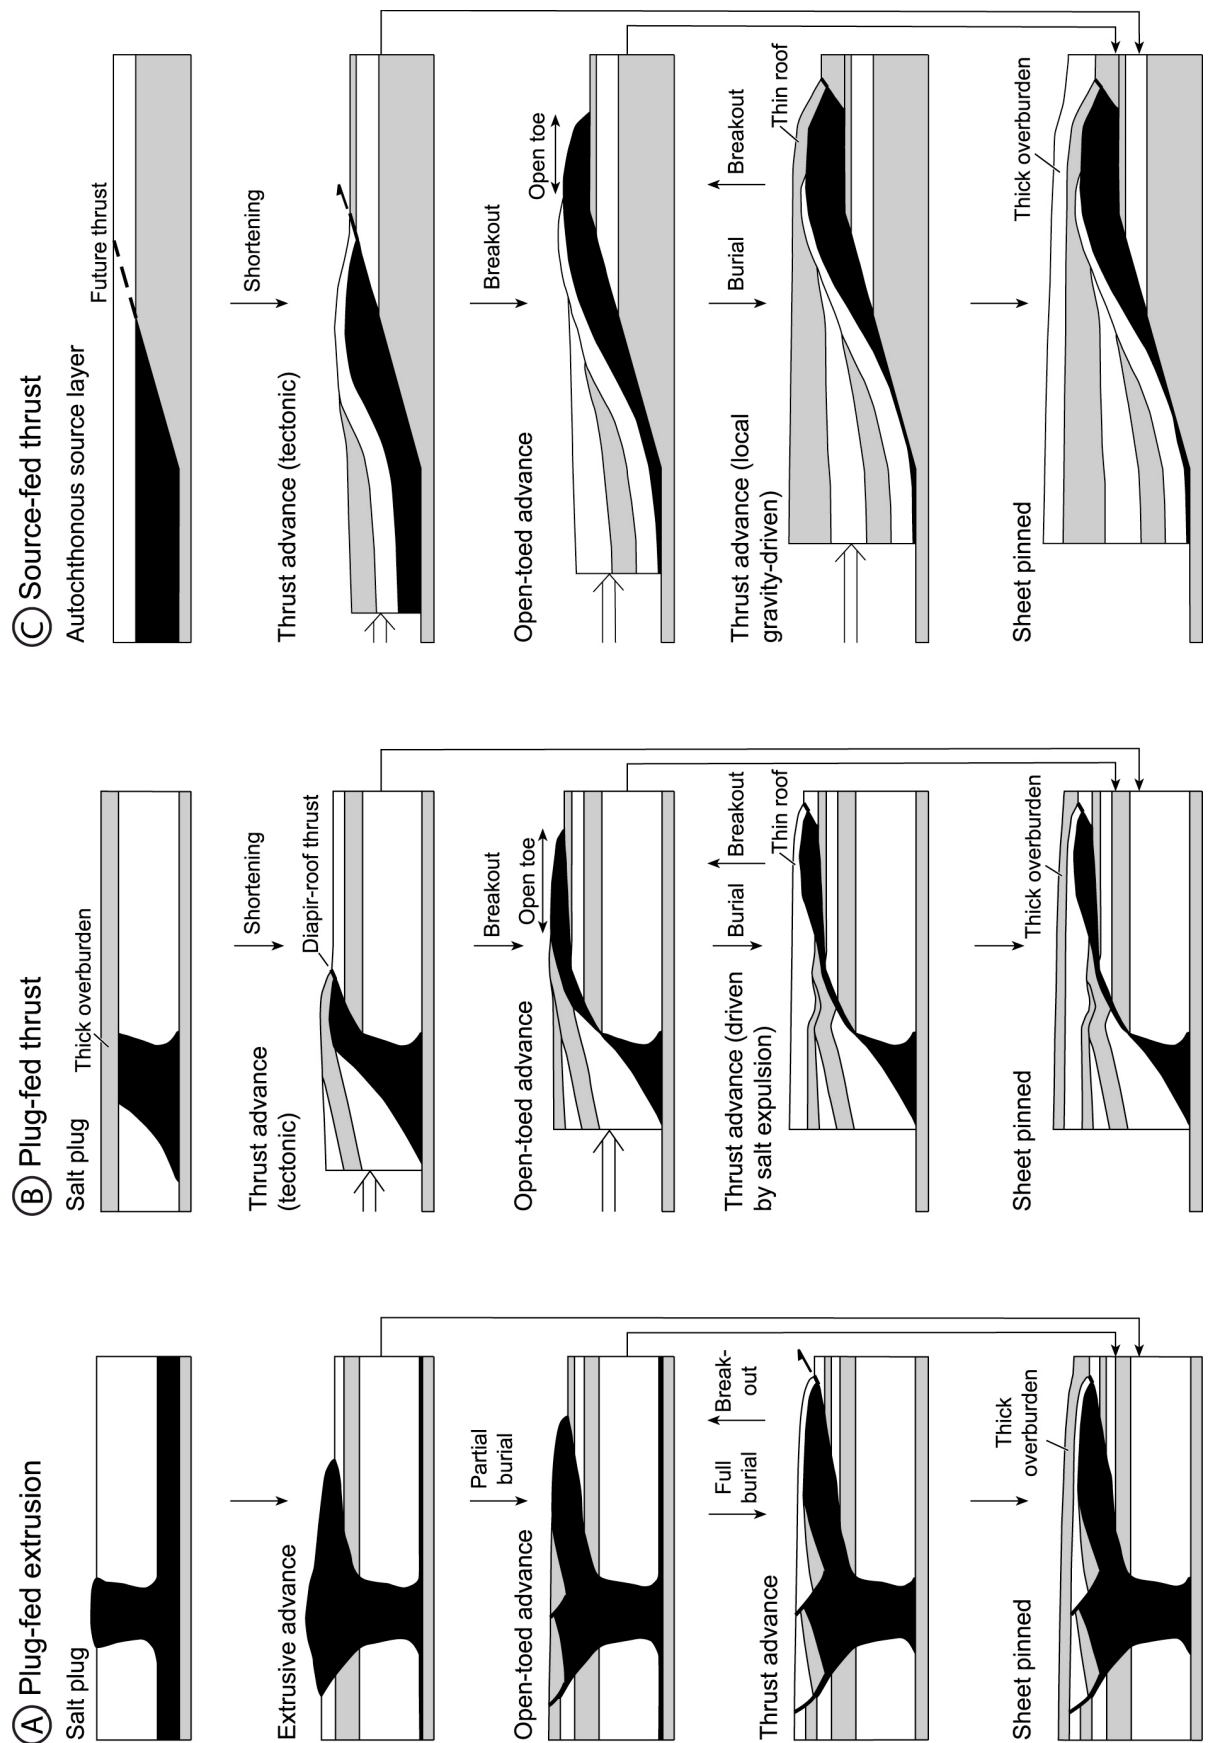 A Plug-fed extrusion
Salt plug
Extrusive advance
Partial
burial
Open-toed advance
Full
burial
Break-
out
Thrust advance
Thick
overburden
Sheet pinned
B Plug-fed thrust
Salt plug
Thick overburden
Shortening
Thrust advance
(tectonic)
Diapir-roof thrust
Breakout
Open-toed advance
Open toe
Burial
Breakout
Thrust advance (driven
by salt expulsion)
Thin roof
Sheet pinned
Thick overburden
C Source-fed thrust
Autochthonous source layer
Future thrust
Shortening
Thrust advance (tectonic)
Breakout
Open-toed advance
Open toe
Burial
Breakout
Thrust advance (local
gravity-driven)
Thin roof
Sheet pinned
Thick overburden